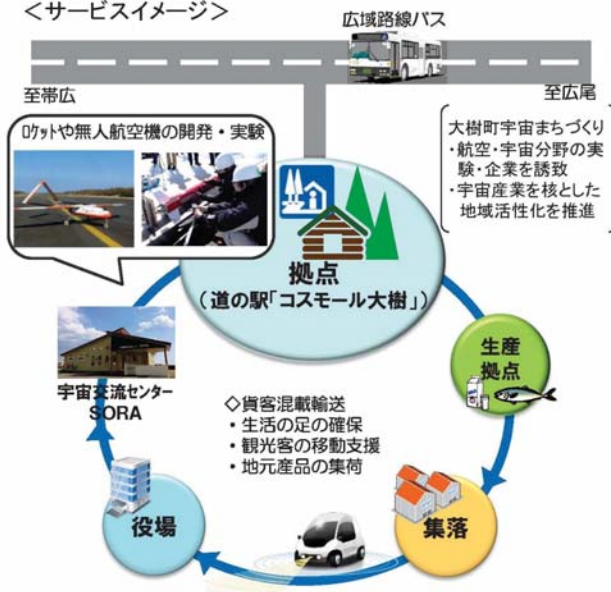 ＜サービスイメージ＞
広域路線バス
至帯広
至広尾
ﾛｹｯﾄや無人航空機の開発・実験
大樹町宇宙まちづくり
・航空・宇宙分野の実
験・企業を誘致
・宇宙産業を核とした
地域活性化を推進
拠点
（道の駅「コスモール大樹」）
生産
拠点
宇宙交流センター
SORA
◇貨客混載輸送
・生活の足の確保
・観光客の移動支援
・地元産品の集荷
役場
集落